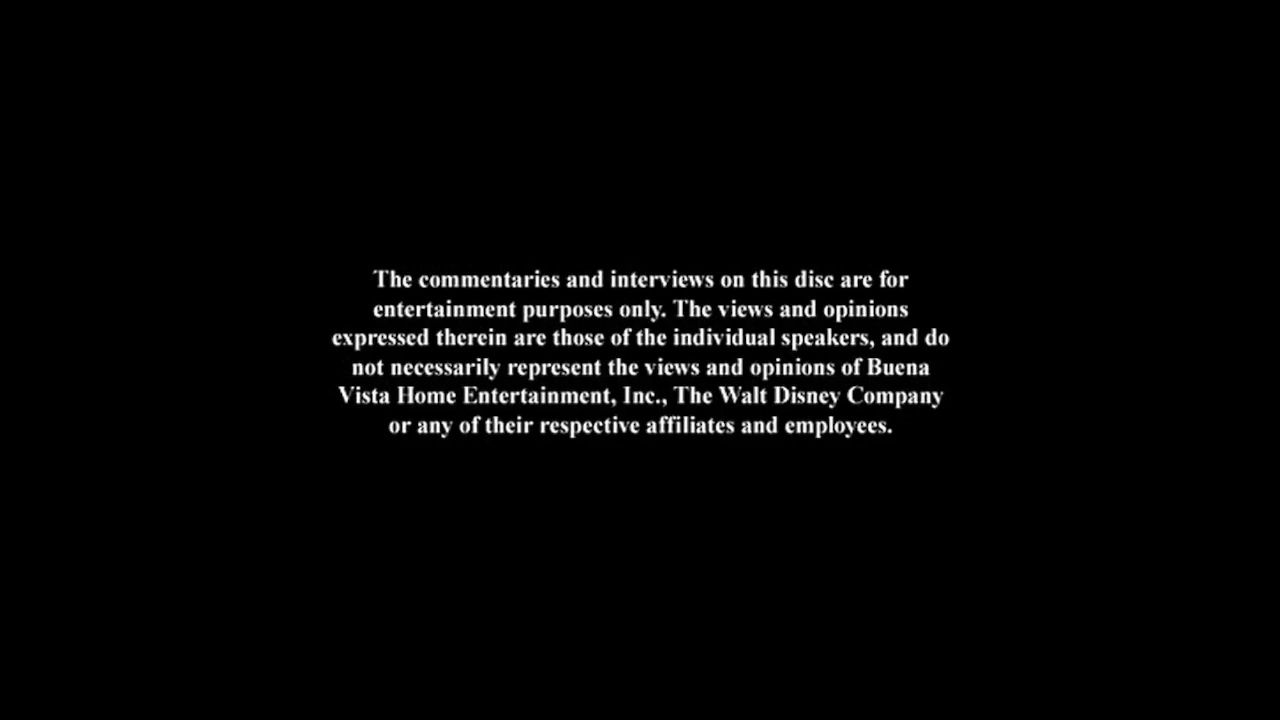 The commentaries and interviews on this disc are for
entertainment purposes only. The views and opinions
expressed therein are those of the individual speakers, and do
not necessarily represent the views and opinions of Buena
Vista Home Entertainment, Inc., The Walt Disney Company
or any of their respective affiliates and employees.